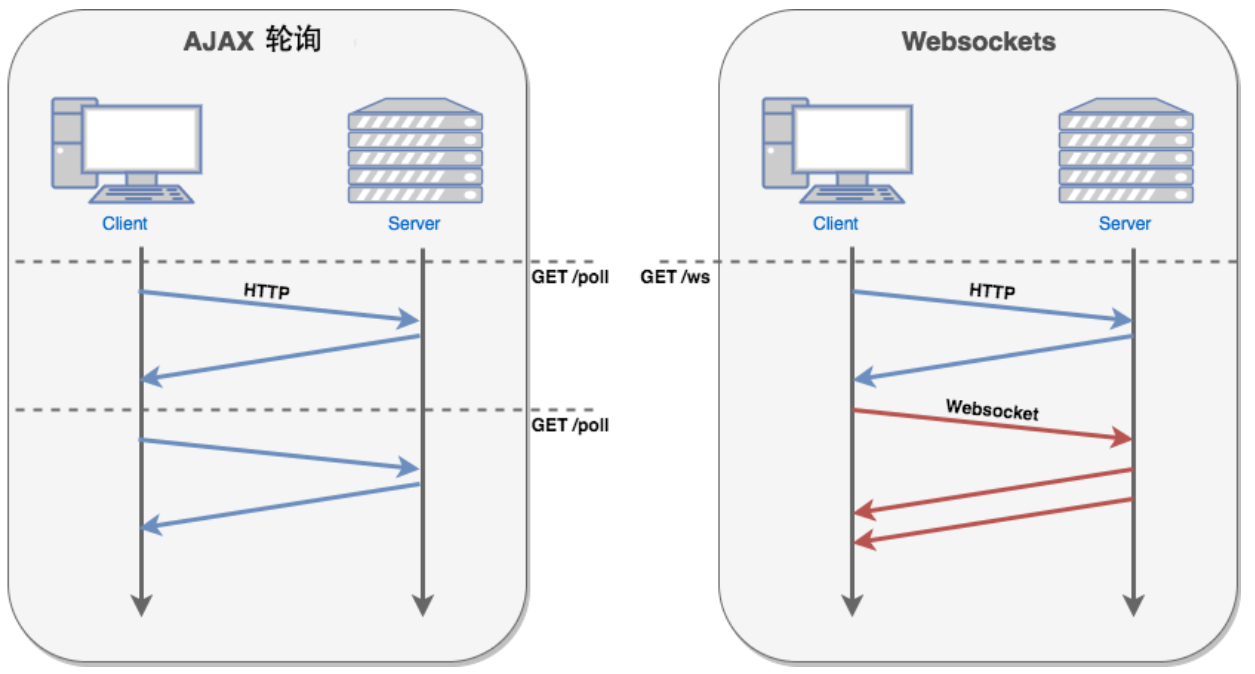 AJAX 轮询
Client
Server
GET /poll
HTTP
GET /poll
Websockets
Client
Server
GET /ws
HTTP
Websocket